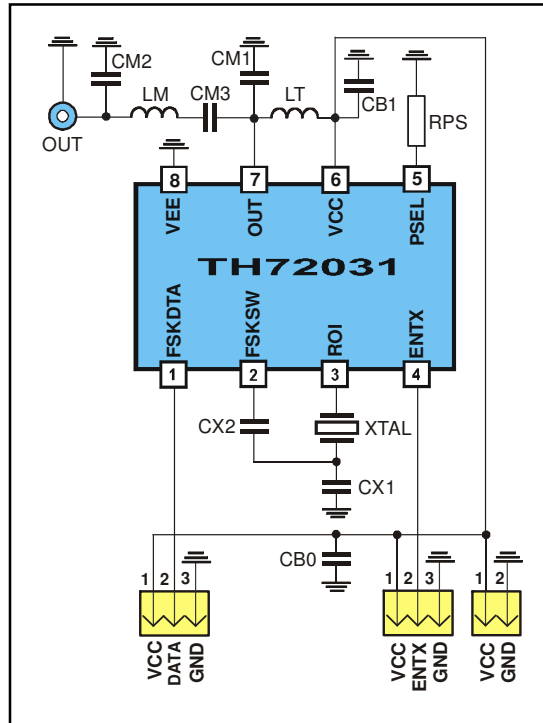 CM2
CM1
LM
CM3
LT
CB1
RPS
OUT
8
7
6
5
VEE
OUT
VCC
PSEL
TH72031
FSKDTA
FSKSW
ROI
ENTX
1
2
3
4
CX2
XTAL
CX1
CB0
1 2 3
1 2 3
1 2
VCC
DATA
GND
VCC
ENTX
GND
VCC
GND